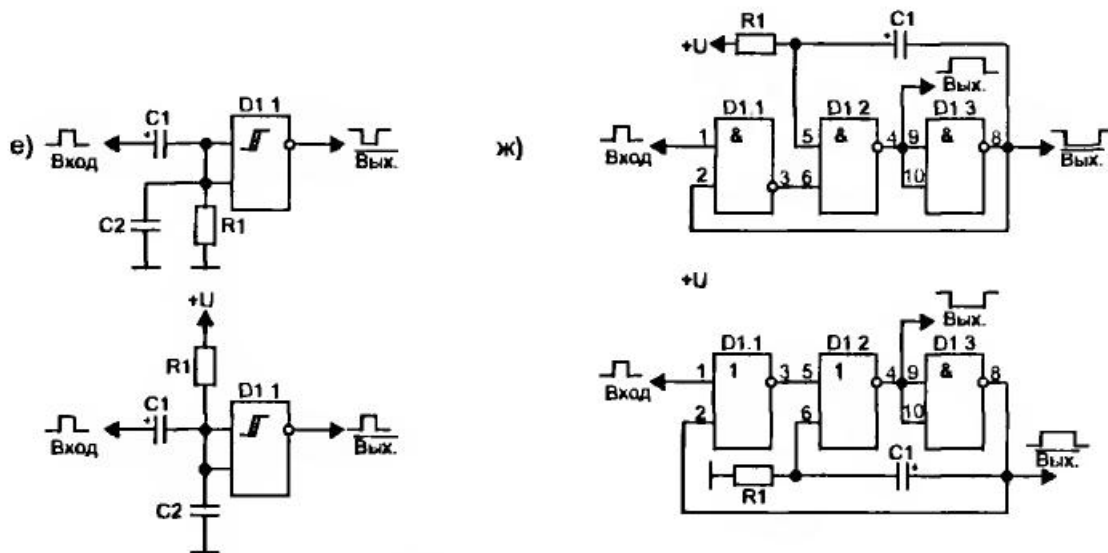 е)
Вход
C1
+
D1.1
Вых.
C2
R1
+U
R1
C1
+
D1 1
Вход
Вых.
C2
ж)
+U
R1
C1
+
Вых.
D1.1
D1 2
D1 3
Вход
1
&
5
&
4
9
&
8
2
3
6
10
Вых.
+U
Вых.
D1.1
D1 2
D1 3
Вход
1
1
3
5
1
4
9
&
8
2
6
10
C1
+
R1
Вых.